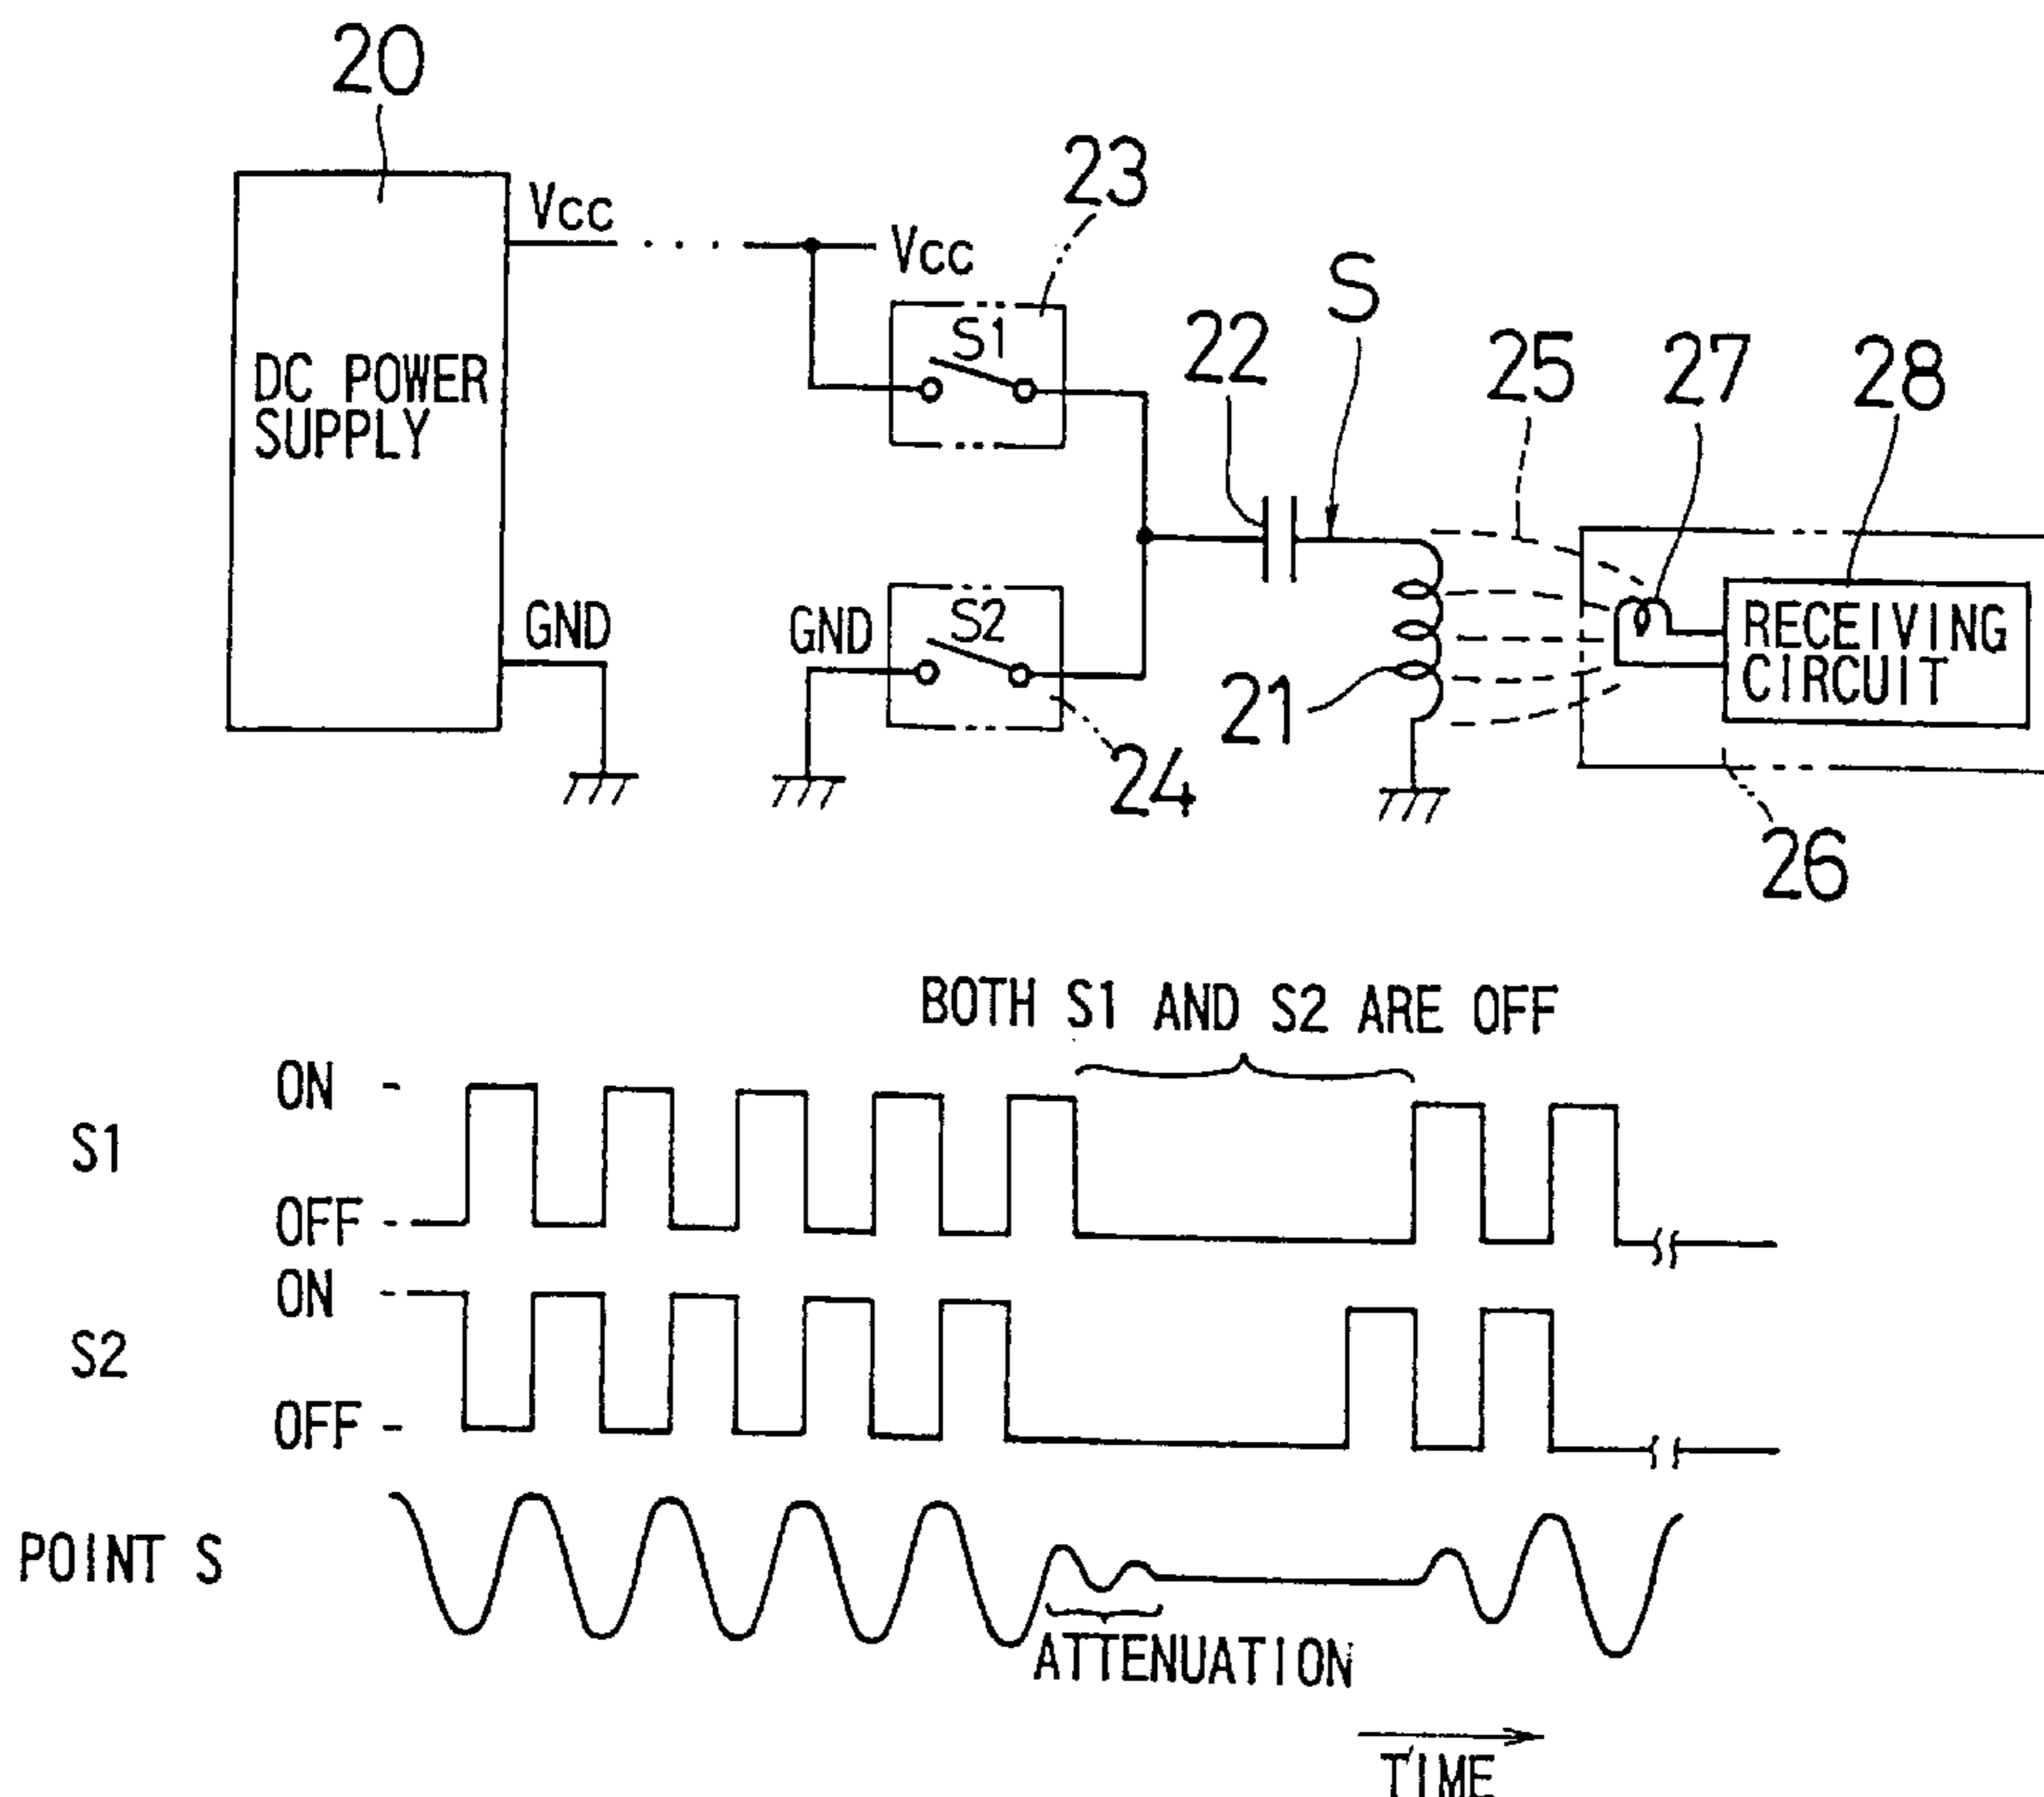 20
23
Vcc
Vcc
S
S1
22
25
27
28
DC POWER
SUPPLY
GND
GND
S2
RECEIVING
CIRCUIT
21
24
26
BOTH S1 AND S2 ARE OFF
ON
S1
OFF
ON
S2
OFF
POINT S
ATTENUATION
TIME